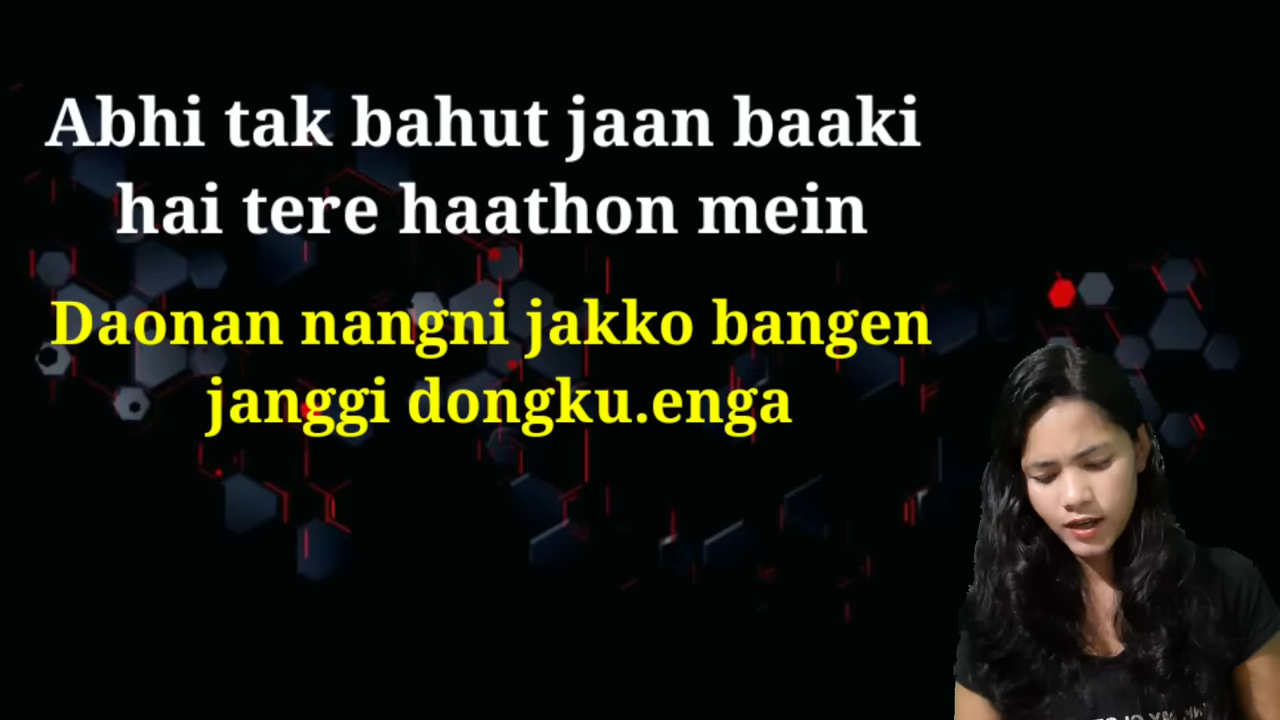 Abhi tak bahut jaan baaki
hai tere haathon mein
Daonan nangni jakko bangen
janggi dongku.enga